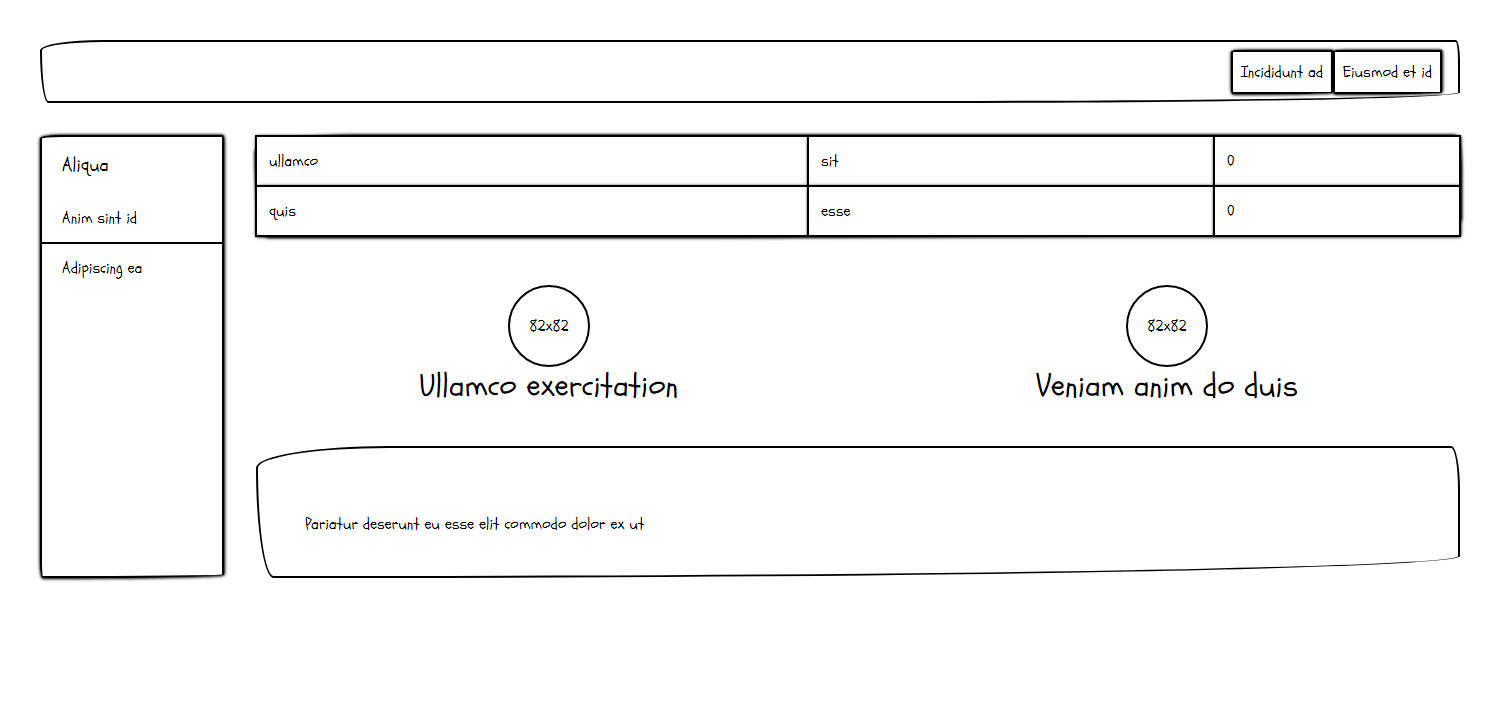 Incididunt ad
Eiusmod et id
Aliqua
Anim sint id
Adipiscing ea
ullamco sit 0
quis esse 0
82x82
Ullamco exercitation
82x82
Veniam anim do duis
Pariatur deserunt eu esse elit commodo dolor ex ut